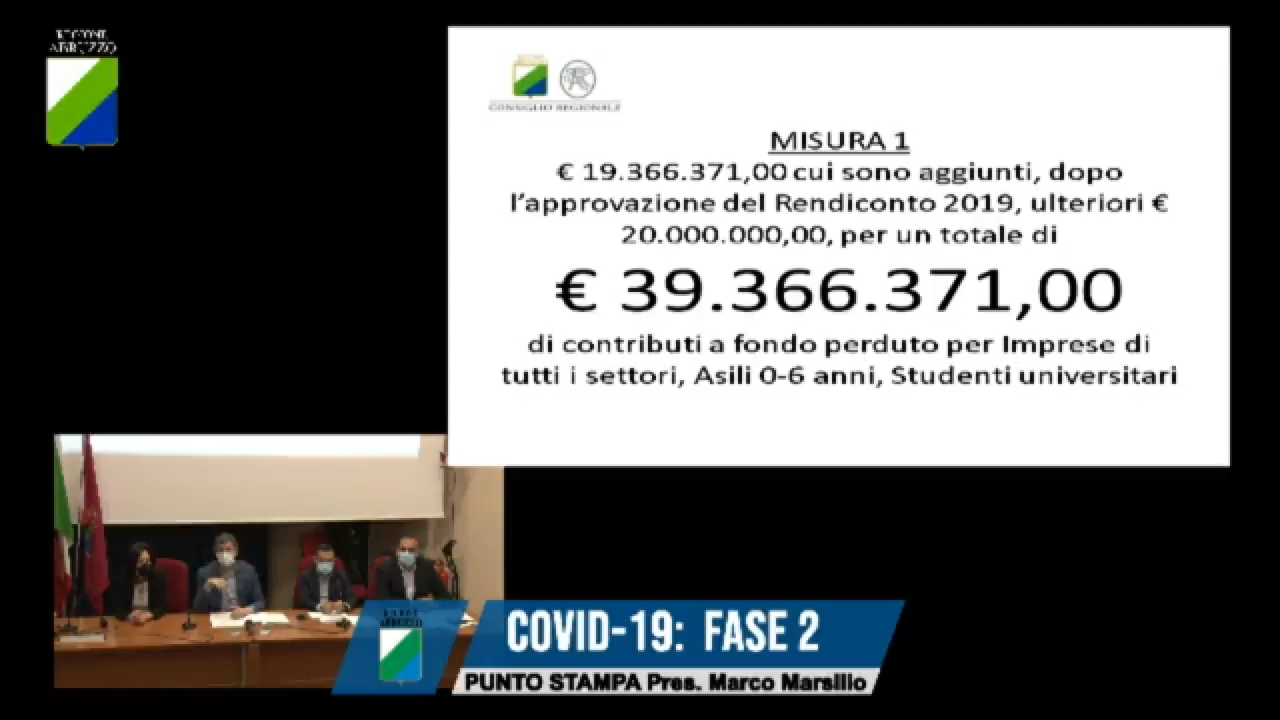 REGIONE
ABRUZZO
CONSIGLIO REGIONALE
MISURA 1
€ 19.366.371,00 cui sono aggiunti, dopo
l'approvazione del Rendiconto 2019, ulteriori €
20.000.000,00, per un totale di
€ 39.366.371,00
di contributi a fondo perduto per Imprese di
tutti i settori, Asili 0-6 anni, Studenti universitari
REGIONE
ABRUZZO
COVID-19: FASE 2
PUNTO STAMPA Pres. Marco Marsilio